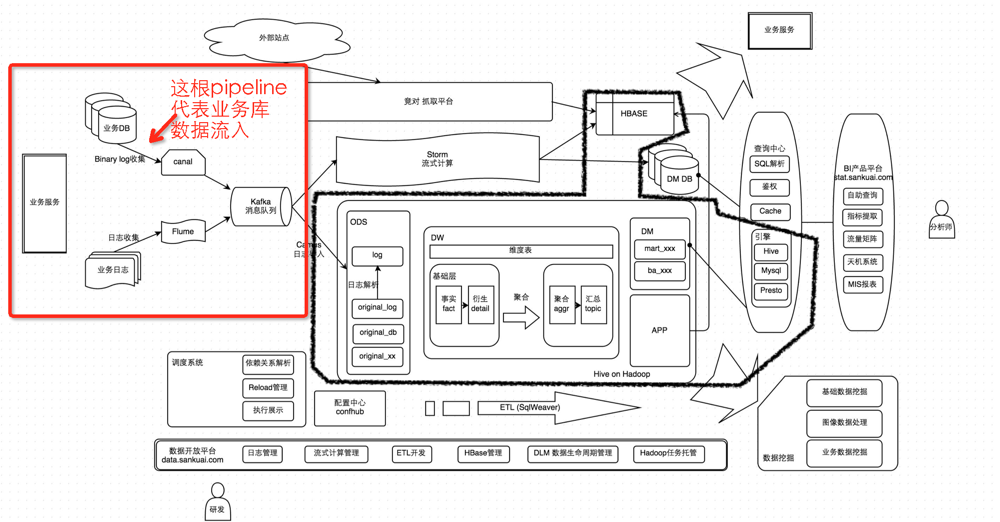 外部站点
业务服务
这根pipeline
代表业务库
数据流入
业务DB
Binary log收集
canal
业务服务
Kafka
消息队列
日志收集
Flume
业务日志
竟对 抓取平台
Storm
流式计算
HBASE
DM DB
日志解析
ODS
log
original_log
original_db
original_xx
DW
维度表
基础层
事实
fact
衍生
detail
聚合
聚合
aggr
汇总
topic
DM
mart_xxx
ba_xxx
APP
Hive on Hadoop
查询中心
SQL解析
鉴权
Cache
引擎
Hive
Mysql
Presto
BI产品平台
stat.sankuai.com
自助查询
指标提取
流量矩阵
天机系统
MIS报表
分析师
调度系统
依赖关系解析
Reload管理
执行展示
配置中心
confhub
ETL (SqlWeaver)
基础数据挖掘
图像数据处理
业务数据挖掘
数据挖掘
数据开放平台
data.sankuai.com
日志管理
流式计算管理
ETL开发
HBase管理
DLM 数据生命周期管理
Hadoop任务托管
研发